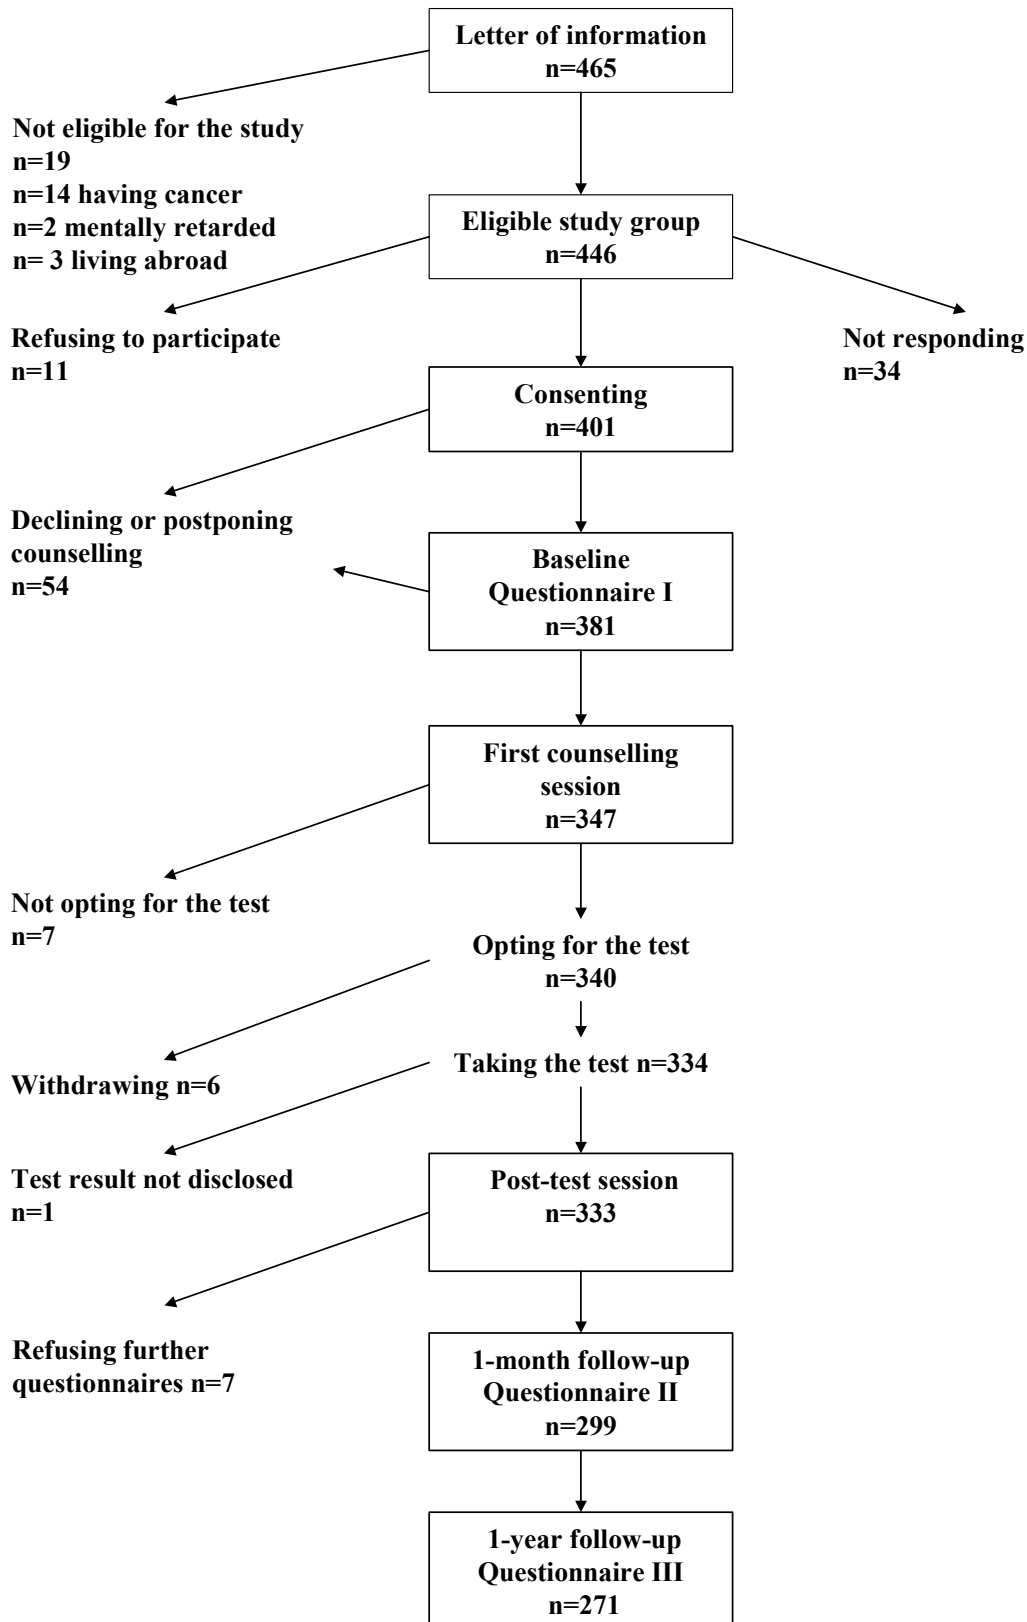 Letter of information
n=465
Not eligible for the study
n=19
n=14 having cancer
n=2 mentally retarded
n= 3 living abroad
Eligible study group
n=446
Refusing to participate
n=11
Not responding
n=34
Consenting
n=401
Declining or postponing
counselling
n=54
Baseline
Questionnaire I
n=381
First counselling
session
n=347
Not opting for the test
n=7
Opting for the test
n=340
Withdrawing n=6
Taking the test n=334
Test result not disclosed
n=1
Post-test session
n=333
Refusing further
questionnaires n=7
1-month follow-up
Questionnaire II
n=299
1-year follow-up
Questionnaire III
n=271